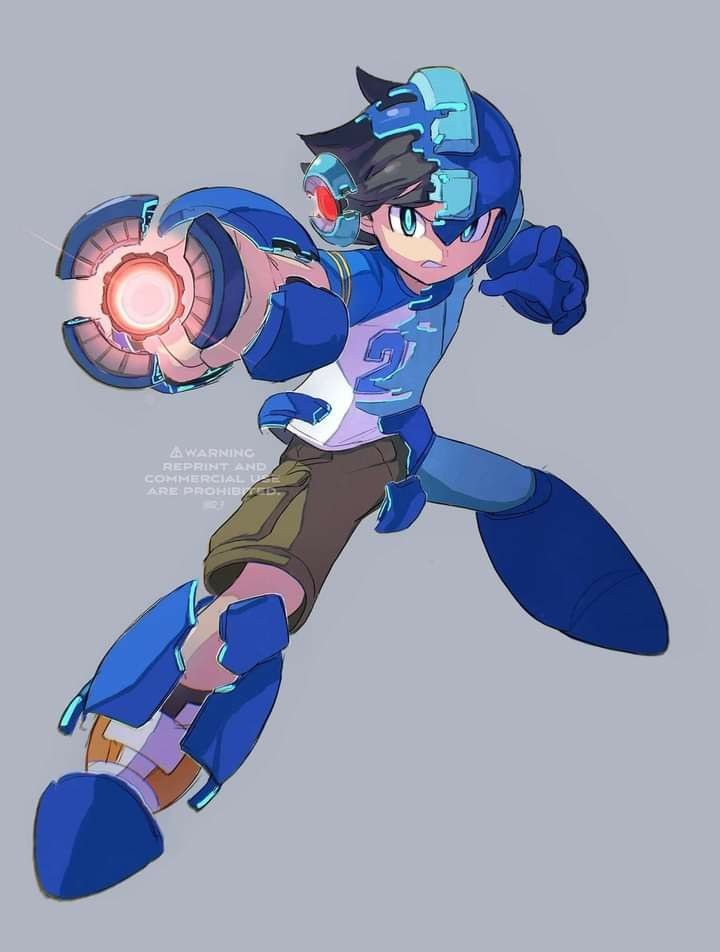 2
⚠WARNING
REPRINT AND
COMMERCIAL USE
ARE PROHIBITED.